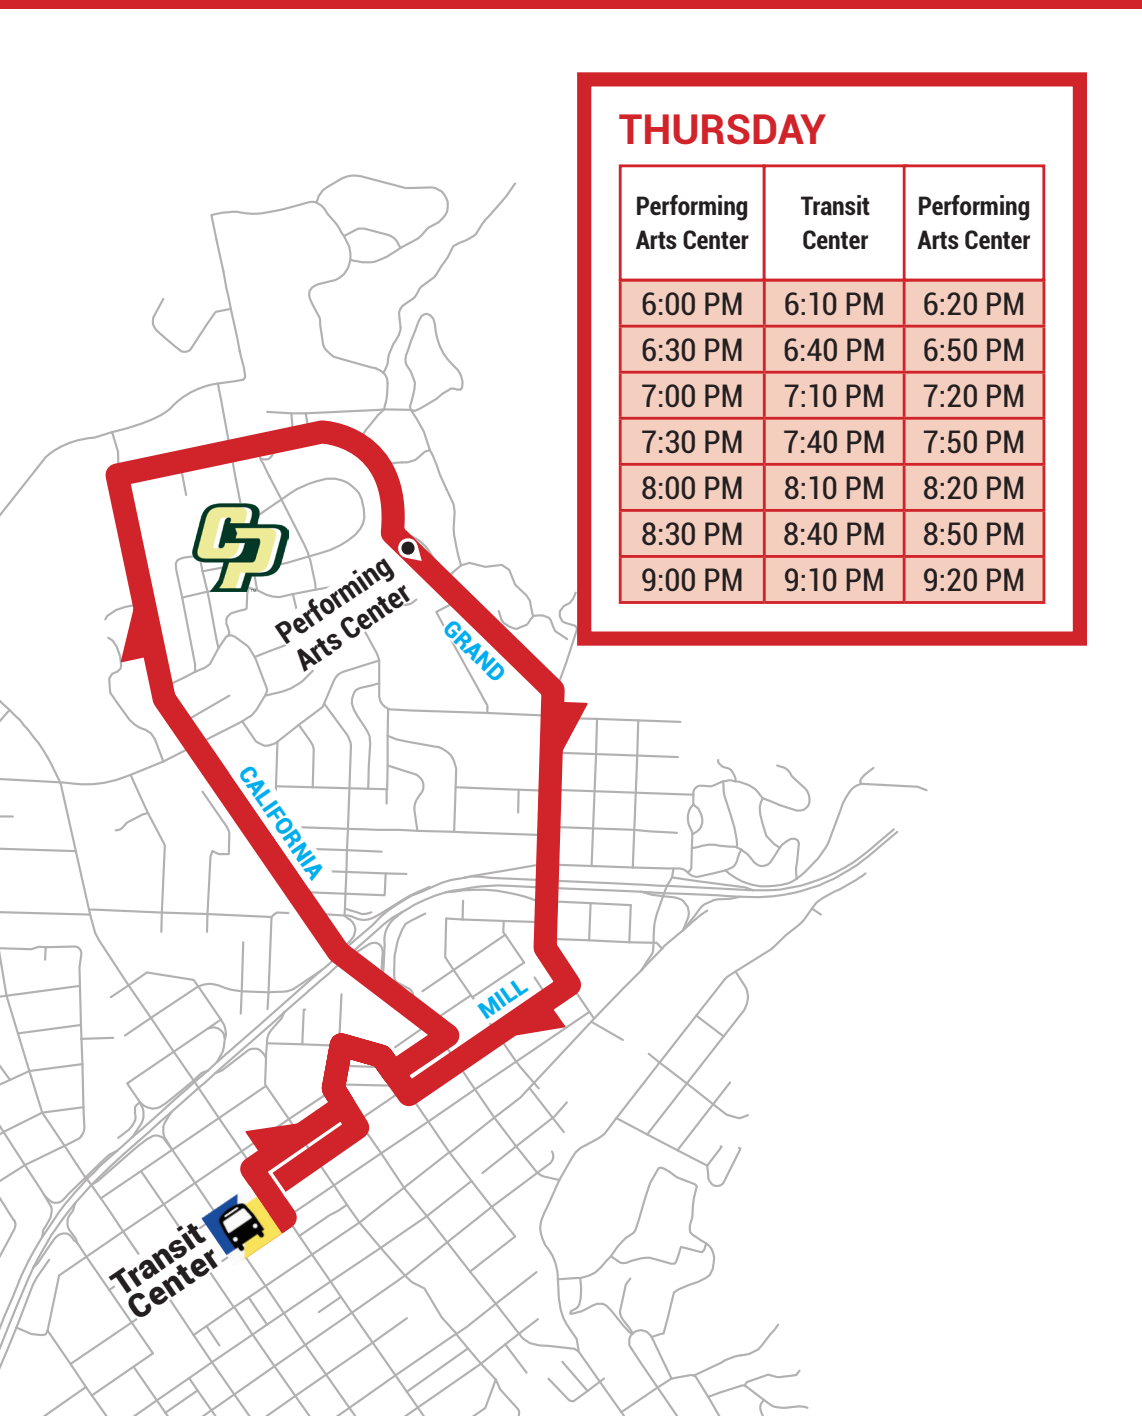 THURSDAY
Performing Arts Center
Transit Center
Performing Arts Center
6:00 PM 6:10 PM 6:20 PM
6:30 PM 6:40 PM 6:50 PM
7:00 PM 7:10 PM 7:20 PM
7:30 PM 7:40 PM 7:50 PM
8:00 PM 8:10 PM 8:20 PM
8:30 PM 8:40 PM 8:50 PM
9:00 PM 9:10 PM 9:20 PM
CP
Performing
Arts Center
GRAND
CALIFORNIA
MILL
Transit
Center